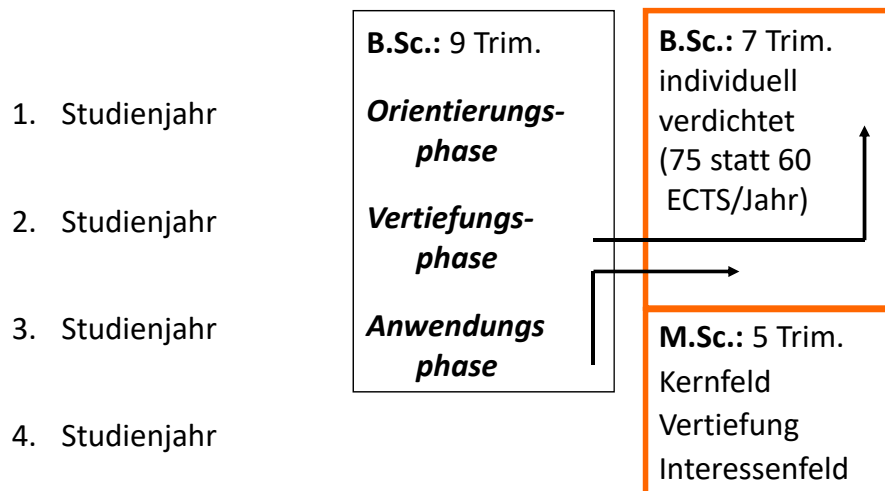 1. Studienjahr
2. Studienjahr
3. Studienjahr
4. Studienjahr
B.Sc.: 9 Trim.
Orientierungs-
phase
Vertiefungs-
phase
Anwendungs
phase
B.Sc.: 7 Trim.
individuell
verdichtet
(75 statt 60
ECTS/Jahr)
M.Sc.: 5 Trim.
Kernfeld
Vertiefung
Interessenfeld